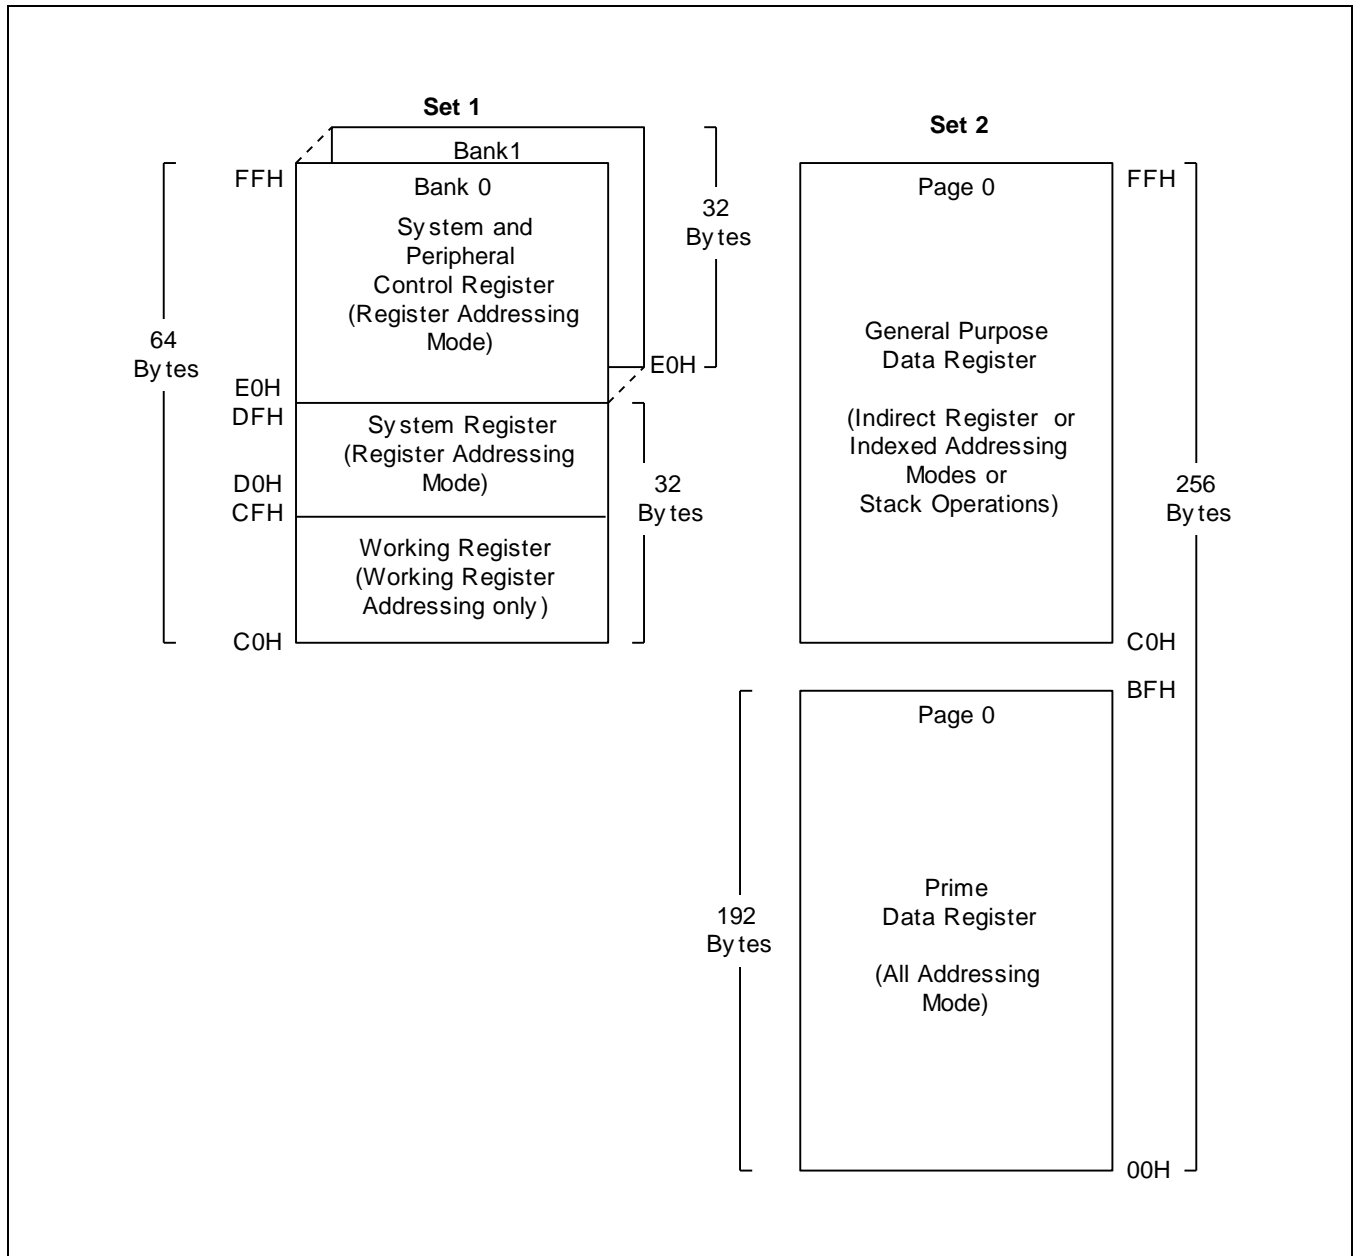 Set 1
Bank1
FFH
Bank 0
System and
Peripheral
Control Register
(Register Addressing
Mode)
32
Bytes
64
Bytes
E0H
E0H
DFH
System Register
(Register Addressing
Mode)
D0H
CFH
32
Bytes
Working Register
(Working Register
Addressing only)
C0H
Set 2
Page 0
FFH
General Purpose
Data Register
(Indirect Register or
Indexed Addressing
Modes or
Stack Operations)
256
Bytes
C0H
BFH
Page 0
192
Bytes
Prime
Data Register
(All Addressing
Mode)
00H